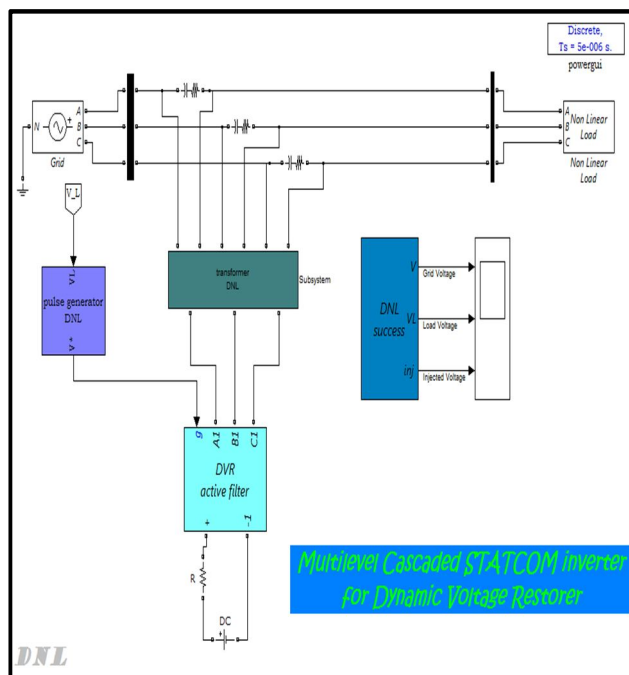 Discrete,
Ts = 5e-006 s.
powergui
N
+
A
B
C
Grid
A
B
C
Non Linear
Load
Non Linear
Load
V_L
VL
pulse generator
DNL
V*
transformer
DNL
Subsystem
DNL
success
V
VL
inj
Grid Voltage
Load Voltage
Injected Voltage
g
A1
B1
C1
DVR
active filter
+
-1
R
DC
+
Multilevel Cascaded STATCOM inverter
for Dynamic Voltage Restorer
DNL